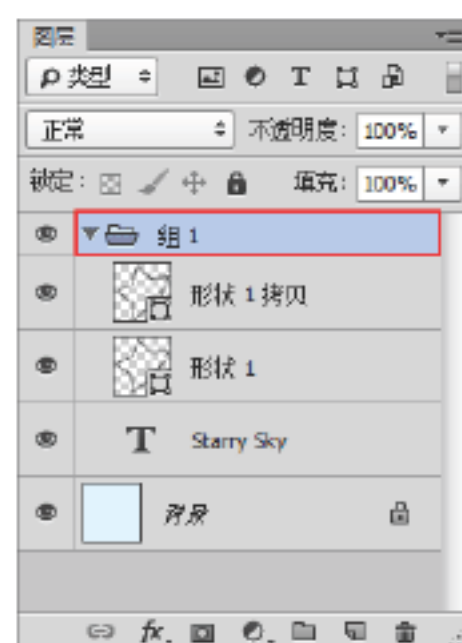 图层
类型
正常 不透明度: 100%
锁定: 填充: 100%
组 1
形状 1 拷贝
形状 1
T Starry Sky
背景
fx